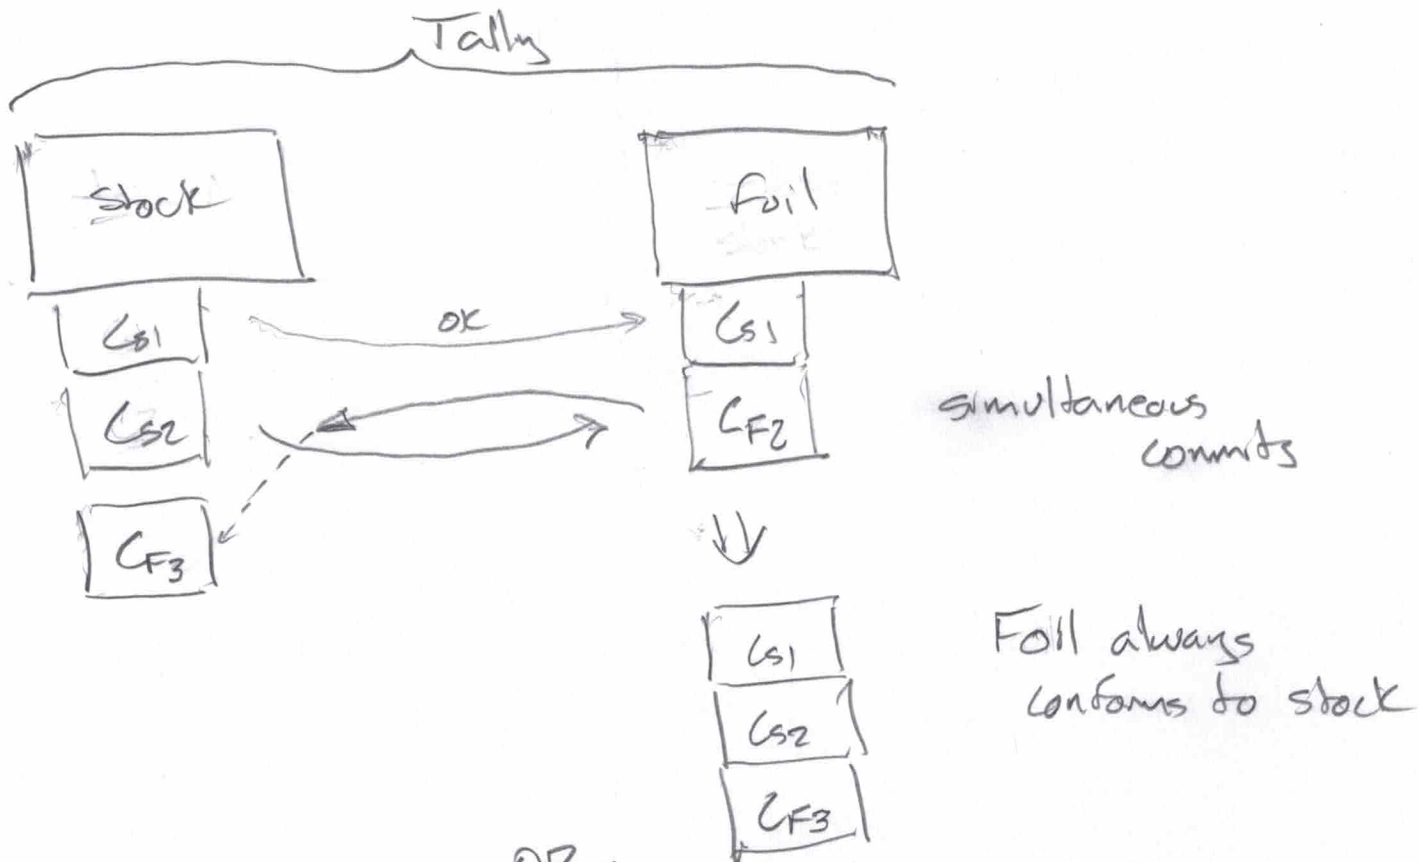 Tally
Stock
Foil
Cs1
OK
Cs1
Cs2
CF2
simultaneous
commits
CF3
Cs1
Foil always
conforms to stock
Cs2
CF3
OR